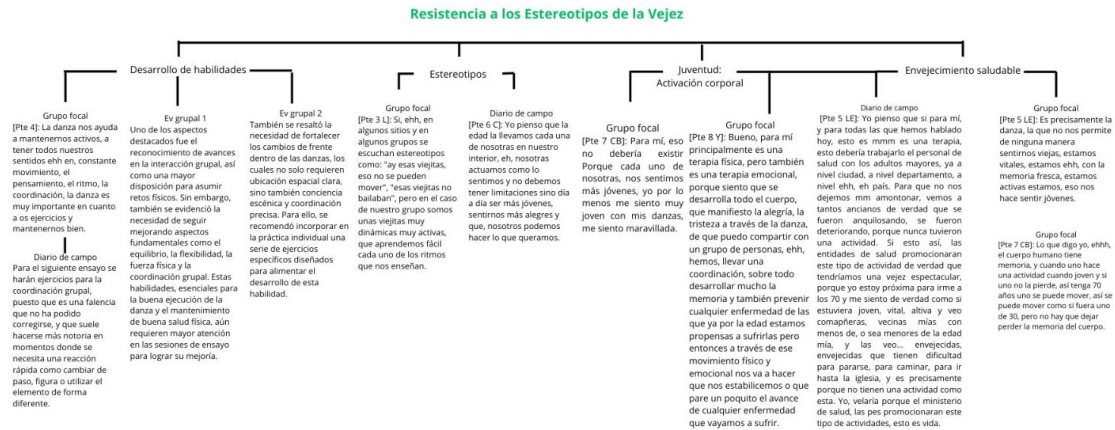 Resistencia a los Estereotipos de la Vejez
Desarrollo de habilidades
Grupo focal
[Pte 4]: La danza nos ayuda
a mantenernos activos, a
tener todos nuestros
sentidos ehh en, constante
movimiento, el
pensamiento, el ritmo, la
coordinación, la danza es
muy importante en cuanto
a os ejercicios y
mantenernos bien.
Diario de campo
Para el siguiente ensayo se
harán ejercicios para la
coordinación grupal,
puesto que es una falencia
que no ha podido
corregirse, y que suele
hacerse más notoria en
momentos donde se
necesita una reacción
rápida como cambiar de
paso, figura o utilizar el
elemento de forma
diferente.
Ev grupal 1
Uno de los aspectos
destacados fue el
reconocimiento de avances
en la interacción grupal, así
como una mayor
disposición para asumir
retos físicos. Sin embargo,
también se evidenció la
necesidad de seguir
mejorando aspectos
fundamentales como el
equilibrio, la flexibilidad, la
fuerza física y la
coordinación grupal. Estas
habilidades, esenciales para
la buena ejecución de la
danza y el mantenimiento
de buena salud física, aún
requieren mayor atención
en las sesiones de ensayo
para lograr su mejoría.
Ev grupal 2
También se resaltó la
necesidad de fortalecer
los cambios de frente
dentro de las danzas, los
cuales no solo requieren
ubicación espacial clara,
sino también conciencia
escénica y coordinación
precisa. Para ello, se
recomendó incorporar en
la práctica individual una
serie de ejercicios
específicos diseñados
para alimentar el
desarrollo de esta
habilidad.
Estereotipos
Grupo focal
[Pte 3 L]: Si, ehh, en
algunos sitios y en
algunos grupos se
escuchan estereotipos
como: "ay esas viejitas,
eso no se pueden
mover", "esas viejitas no
bailaban", pero en el caso
de nuestro grupo somos
unas viejitas muy
dinámicas muy activas,
que aprendemos fácil
cada uno de los ritmos
que nos enseñan.
Diario de campo
[Pte 6 C]: Yo pienso que la
edad la llevamos cada una
de nosotras en nuestro
interior, eh, nosotras
actuamos como lo
sentimos y no debemos
tener limitaciones sino día
a día ser más jóvenes,
sentirnos más alegres y
que, nosotros podemos
hacer lo que queramos.
Juventud:
Activación corporal
Grupo focal
[Pte 7 CB]: Para mí, eso
no debería existir
Porque cada uno de
nosotras, nos sentimos
más jóvenes, yo por lo
menos me siento muy
joven con mis danzas,
me siento maravillada.
Grupo focal
[Pte 8 Y]: Bueno, para mí
principalmente es una
terapia física, pero también
es una terapia emocional,
porque siento que se
desarrolla todo el cuerpo,
que manifiesto la alegría, la
tristeza a través de la danza,
de que puedo compartir con
un grupo de personas, ehh,
hemos, llevar una
coordinación, sobre todo
desarrollar mucho la
memoria y también prevenir
cualquier enfermedad de las
que ya por la edad estamos
propensas a sufrirlas pero
entonces a través de ese
movimiento físico y
emocional nos va a hacer
que nos estabilicemos o que
pare un poquito el avance
de cualquier enfermedad
que vayamos a sufrir.
Envejecimiento saludable
Diario de campo
[Pte 5 LE]: Yo pienso que si para mí,
y para todas las que hemos hablado
hoy, esto es mmm es una terapia,
esto debería trabajarlo el personal de
salud con los adultos mayores, ya a
nivel ciudad, a nivel departamento, a
nivel ehh, eh país. Para que no nos
dejemos mm amontonar, vemos a
tantos ancianos de verdad que se
fueron anquilosando, se fueron
deteriorando, porque nunca tuvieron
una actividad. Si esto así, las
entidades de salud promocionaran
este tipo de actividad de verdad que
tendríamos una vejez espectacular,
porque yo estoy próxima para irme a
los 70 y me siento de verdad como si
estuviera joven, vital, altiva y veo
comapñeras, vecinas mías con
menos de, o sea menores de la edad
mía, y las veo... envejecidas,
envejecidas que tienen dificultad
para pararse, para caminar, para ir
hasta la iglesia, y es precisamente
porque no tienen una actividad como
esta. Yo, velaría porque el ministerio
de salud, las pes promocionaran este
tipo de actividades, esto es vida.
Grupo focal
[Pte 5 LE]: Es precisamente la
danza, la que no nos permite
de ninguna manera
sentirnos viejas, estamos
vitales, estamos ehh, con la
memoria fresca, estamos
activas estamos, eso nos
hace sentir jóvenes.
Grupo focal
[Pte 7 CB]: Lo que digo yo, ehhh,
el cuerpo humano tiene
memoria, y cuando uno hace
una actividad cuando joven y si
uno no la pierde, así tenga 70
años uno se puede mover, así se
puede mover como si fuera uno
de 30, pero no hay que dejar
perder la memoria del cuerpo.